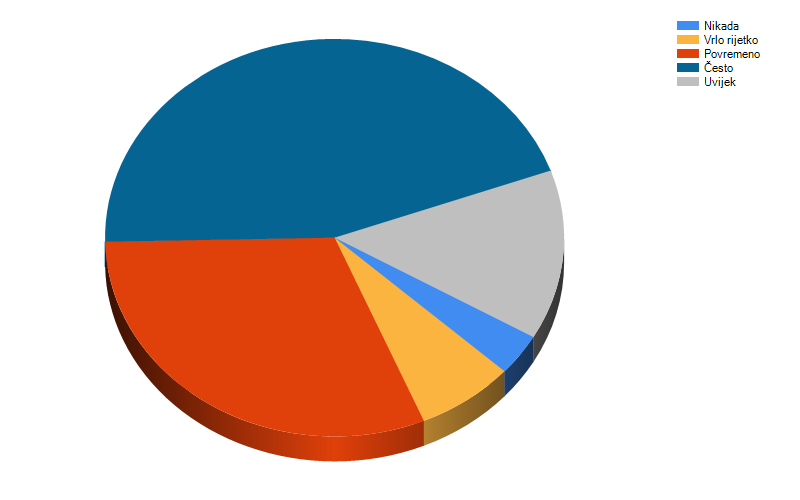 Nikada
Vrlo rijetko
Povremeno
Često
Uvijek